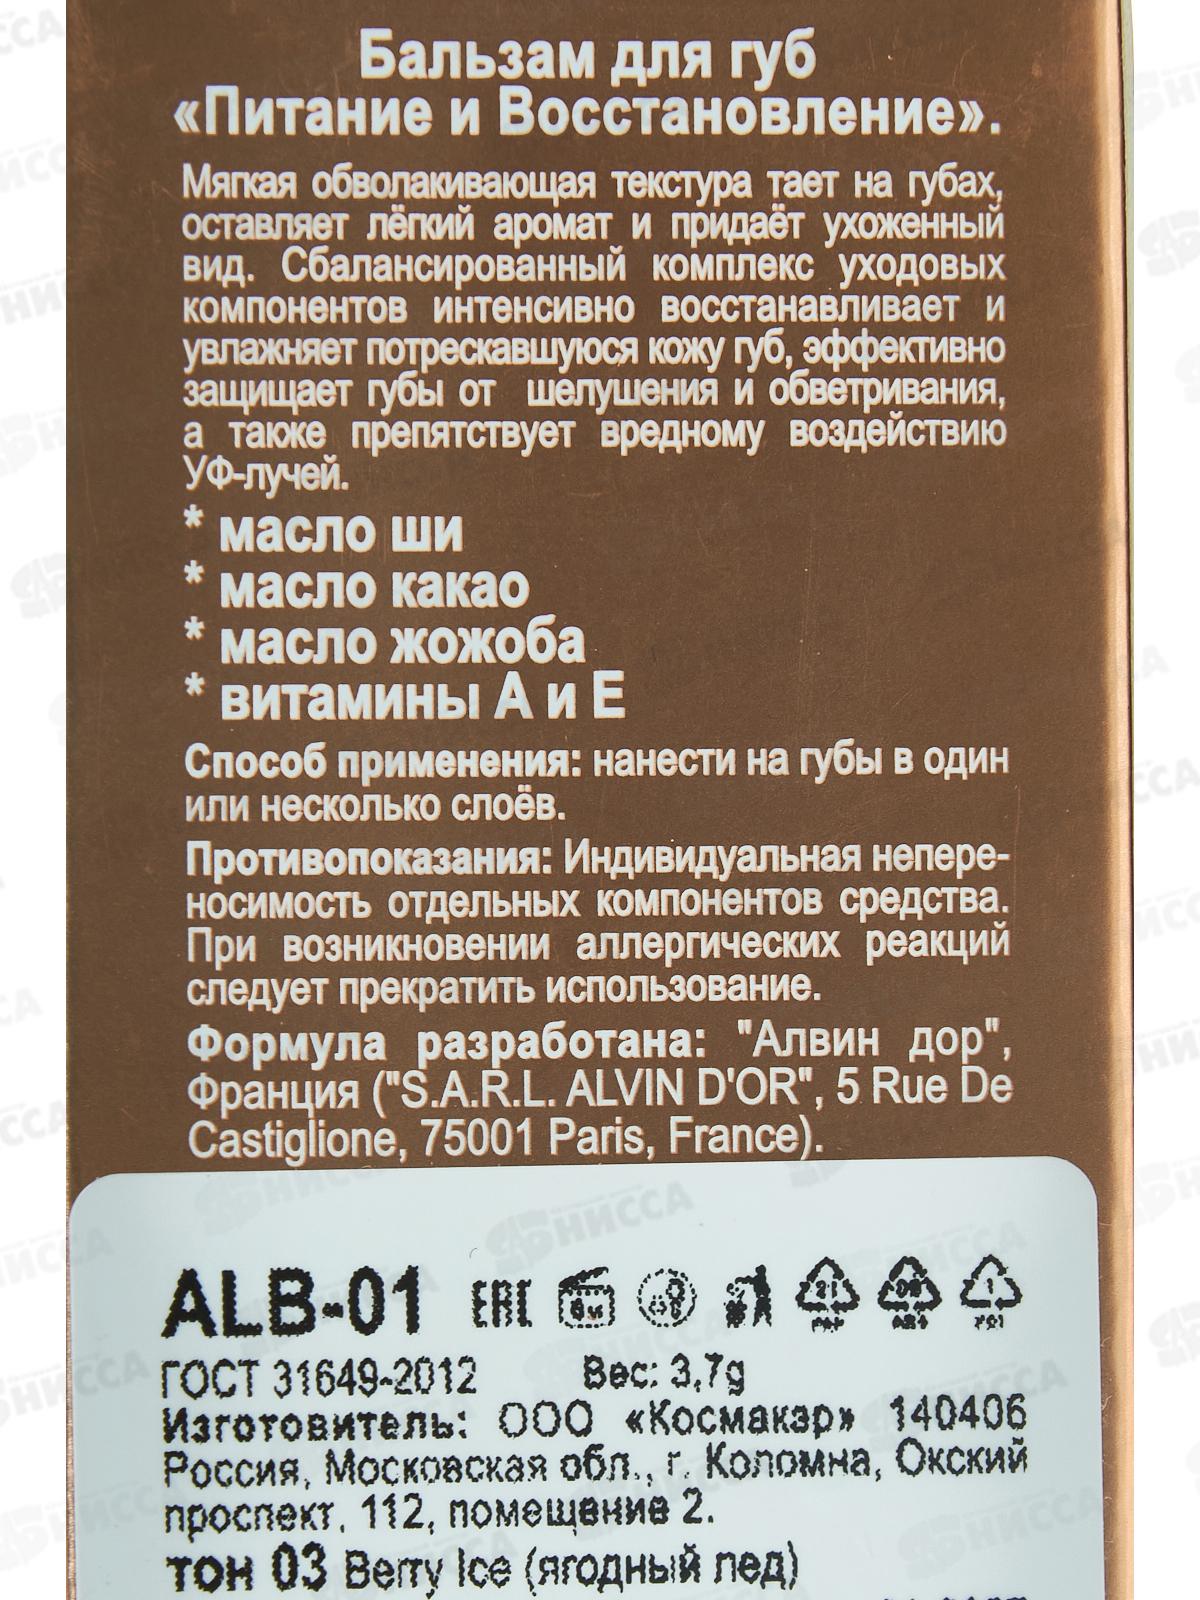 Бальзам для губ
«Питание и Восстановление».
Мягкая обволакивающая текстура тает на губах,
оставляет лёгкий аромат и придаёт ухоженный
вид. Сбалансированный комплекс уходовых
компонентов интенсивно восстанавливает и
увлажняет потрескавшуюся кожу губ, эффективно
защищает губы от шелушения и обветривания,
а также препятствует вредному воздействию
УФ-лучей.
* масло ши
* масло какао
* масло жожоба
* витамины А и Е
Способ применения: нанести на губы в один
или несколько слоёв.
Противопоказания: Индивидуальная непере-
носимость отдельных компонентов средства.
При возникновении аллергических реакций
следует прекратить использование.
Формула разработана: "Алвин дор",
Франция ("S.A.R.L. ALVIN D'OR", 5 Rue De
Castiglione, 75001 Paris, France).
ALB-01 EAC
ГОСТ 31649-2012 Вес: 3,7g
Изготовитель: ООО «Космакэр» 140406
Россия, Московская обл., г. Коломна, Окский
проспект, 112, помещение 2.
тон 03 Berry Ice (ягодный лед)